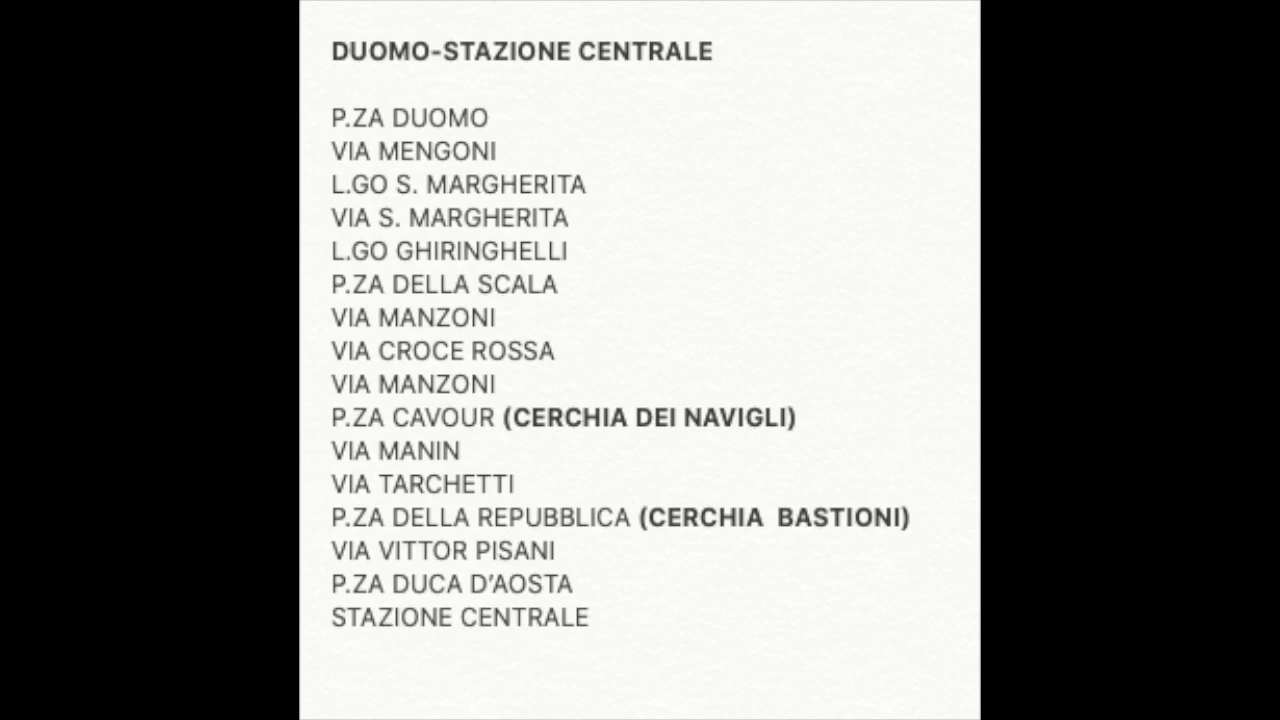 DUOMO-STAZIONE CENTRALE
P.ZA DUOMO
VIA MENGONI
L.GO S. MARGHERITA
VIA S. MARGHERITA
L.GO GHIRINGHELLI
P.ZA DELLA SCALA
VIA MANZONI
VIA CROCE ROSSA
VIA MANZONI
P.ZA CAVOUR (CERCHIA DEI NAVIGLI)
VIA MANIN
VIA TARCHETTI
P.ZA DELLA REPUBBLICA (CERCHIA  BASTIONI)
VIA VITTOR PISANI
P.ZA DUCA D’AOSTA
STAZIONE CENTRALE